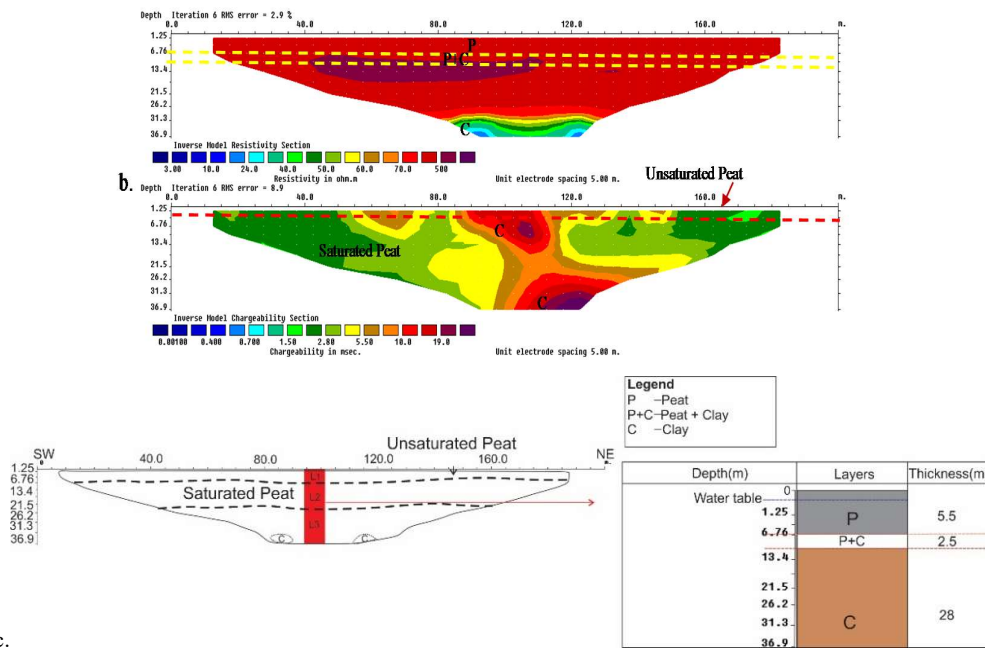 Depth Iteration 6 RMS error = 2.9 %
0.0 40.0 80.0 120.0 160.0 m.
1.25
6.76
13.4
21.5
26.2
31.3
36.9
P
P+C
C
Inverse Model Resistivity Section
3.00 10.0 24.0 40.0 50.0 60.0 70.0 500
Resistivity in ohm.m
Unit electrode spacing 5.00 m.
b.
Depth Iteration 6 RMS error = 8.9
Unsaturated Peat
0.0 40.0 80.0 120.0 160.0 m.
1.25
6.76
13.4
21.5
26.2
31.3
36.9
C
Saturated Peat
C
Inverse Model Chargeability Section
0.00100 0.400 0.700 1.50 2.80 5.50 10.0 19.0
Chargeability in msec.
Unit electrode spacing 5.00 m.
Legend
P –Peat
P+C–Peat + Clay
C –Clay
SW Unsaturated Peat NE
40.0 80.0 120.0 160.0
1.25
6.76
13.4
21.5
26.2
31.3
36.9
L1
Saturated Peat
L2
L3
C C
c.
Depth(m) Layers Thickness(m
Water table
0
1.25
6.76
13.4
21.5
26.2
31.3
36.9
P 5.5
P+C 2.5
C 28